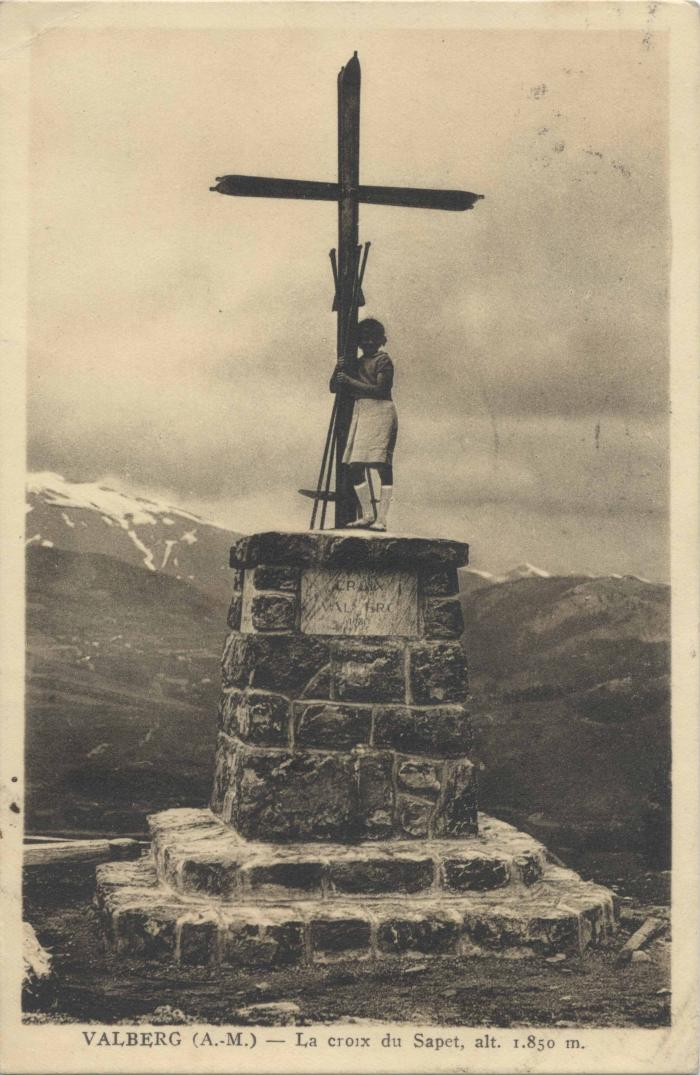 CROIX
VALBERG
VALBERG (A.-M.) — La croix du Sapet, alt. 1.850 m.